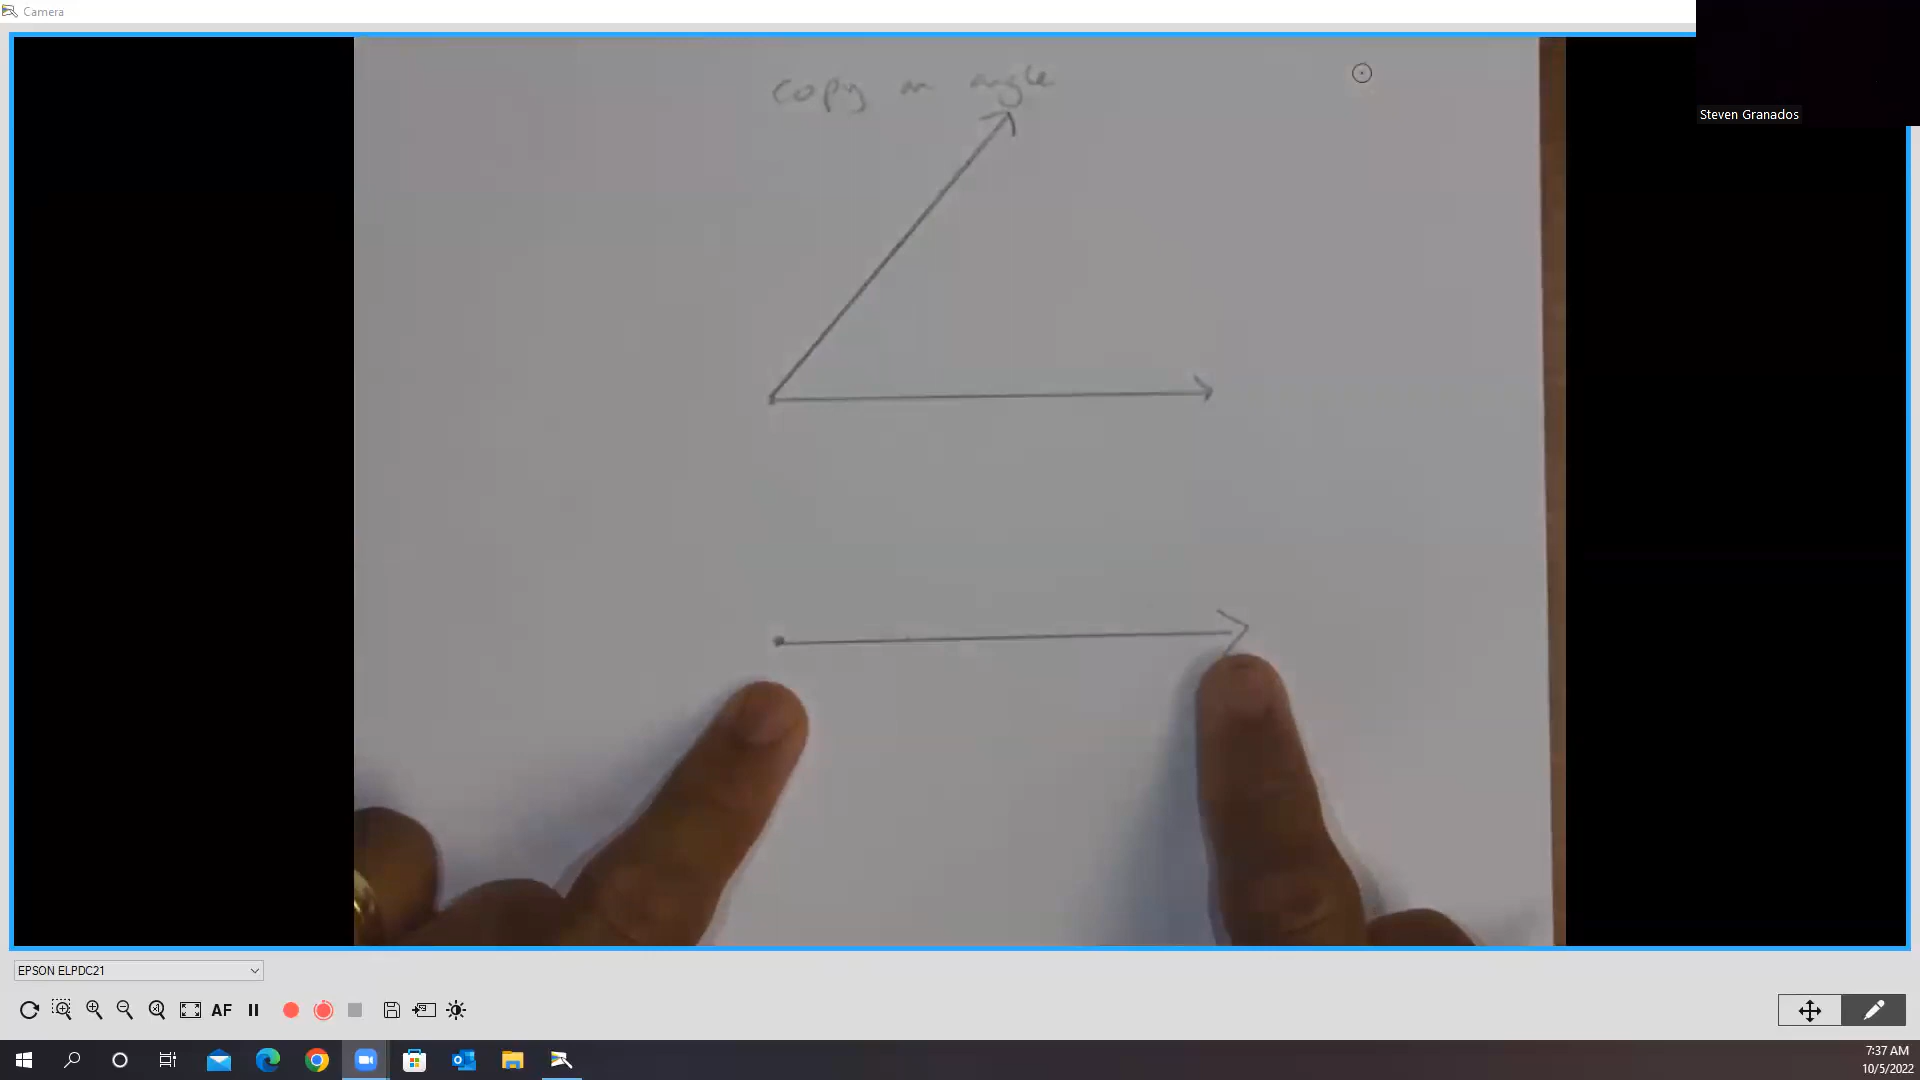 Camera
copy an angle
Steven Granados
EPSON ELPDC21
AF
7:37 AM
10/5/2022